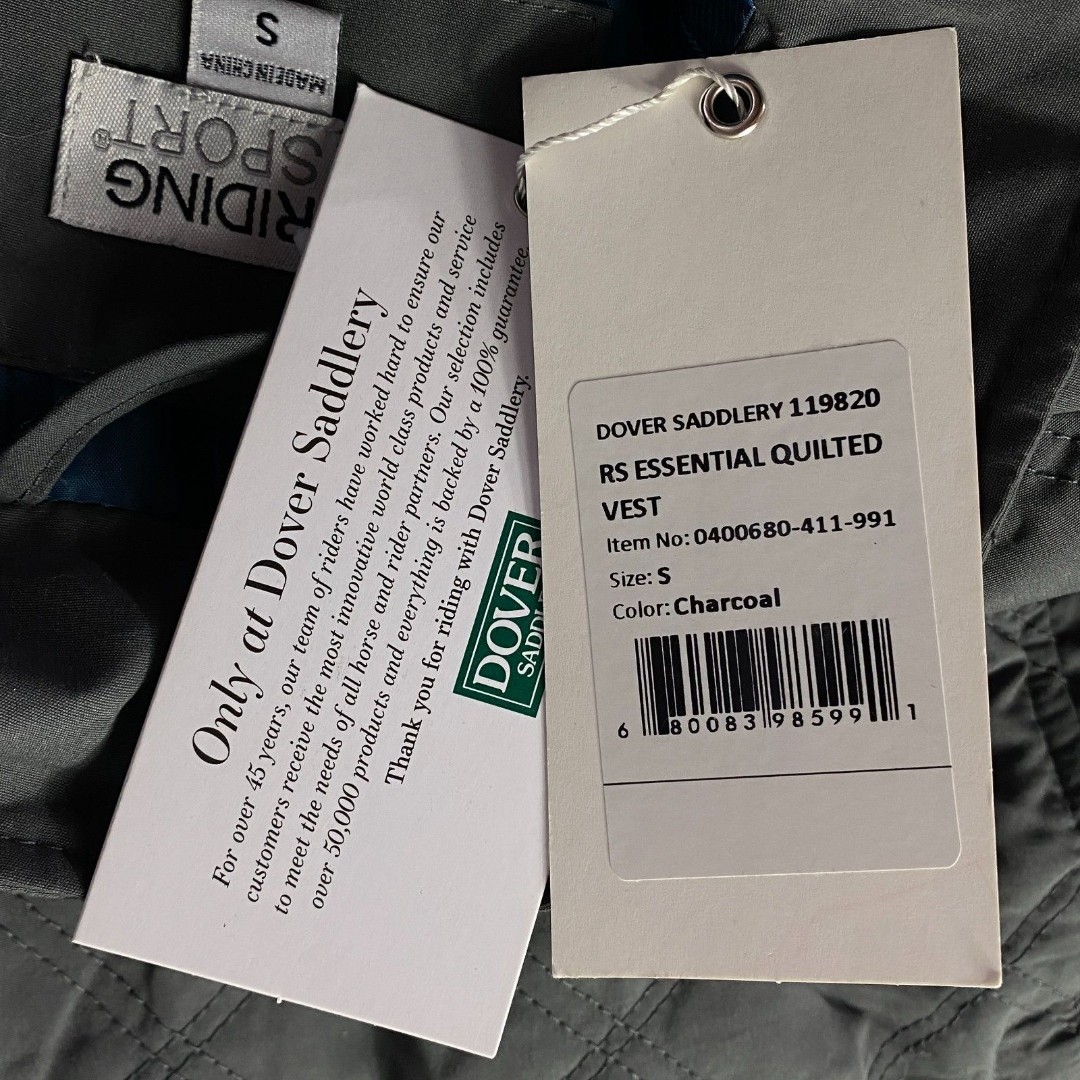 S
MADE IN CHINA
RIDING
SPORT®
Only at Dover Saddlery
For over 45 years, our team of riders have worked hard to ensure our
customers receive the most innovative world class products and service
to meet the needs of all horse and rider partners. Our selection includes
over 50,000 products and everything is backed by a 100% guarantee.
Thank you for riding with Dover Saddlery.
DOVER
SADDL
DOVER SADDLERY 119820
RS ESSENTIAL QUILTED
VEST
Item No: 0400680-411-991
Size: S
Color: Charcoal
6 80083 98599 1